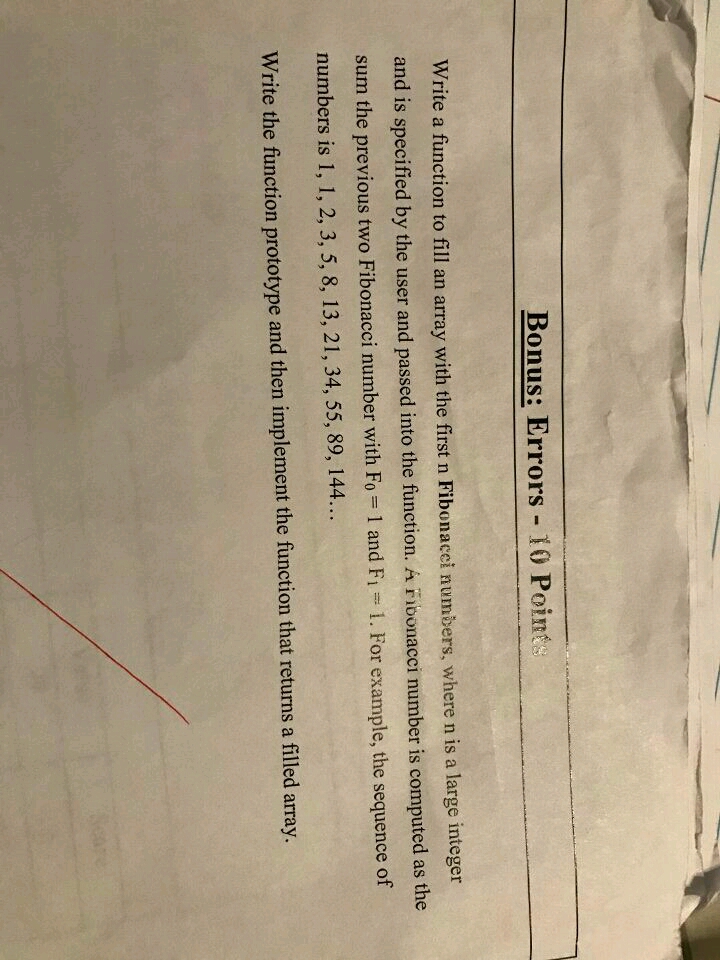 Bonus: Errors - 10 Points
Write a function to fill an array with the first n Fibonacci numbers, where n is a large integer
and is specified by the user and passed into the function. A Fibonacci number is computed as the
sum the previous two Fibonacci number with F₀ = 1 and F₁ = 1. For example, the sequence of
numbers is 1, 1, 2, 3, 5, 8, 13, 21, 34, 55, 89, 144...
Write the function prototype and then implement the function that returns a filled array.